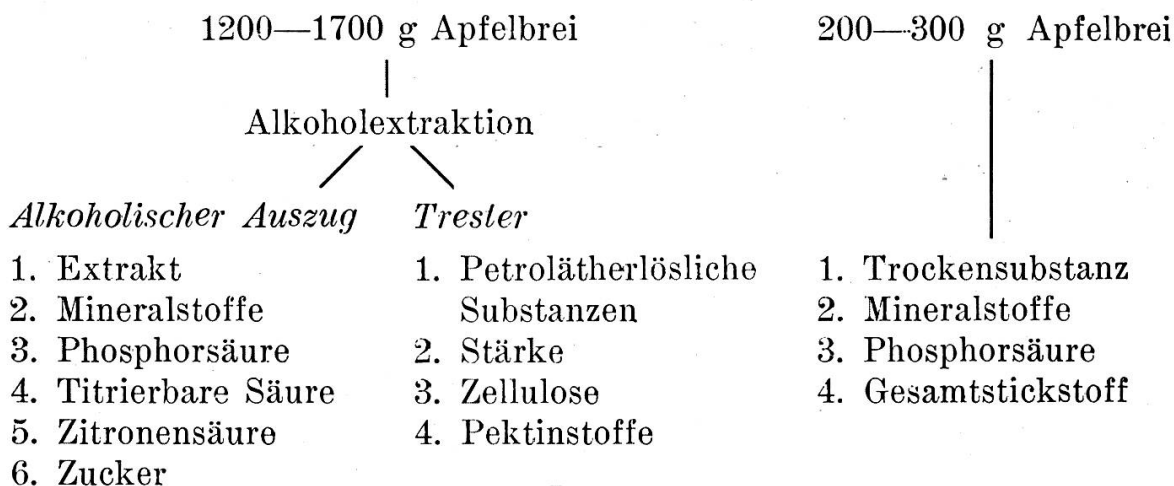 1200—1700 g Apfelbrei
Alkoholextraktion
Alkoholischer Auszug
1. Extrakt
2. Mineralstoffe
3. Phosphorsäure
4. Titrierbare Säure
5. Zitronensäure
6. Zucker
Trester
1. Petrolätherlösliche
Substanzen
2. Stärke
3. Zellulose
4. Pektinstoffe
200—300 g Apfelbrei
1. Trockensubstanz
2. Mineralstoffe
3. Phosphorsäure
4. Gesamtstickstoff